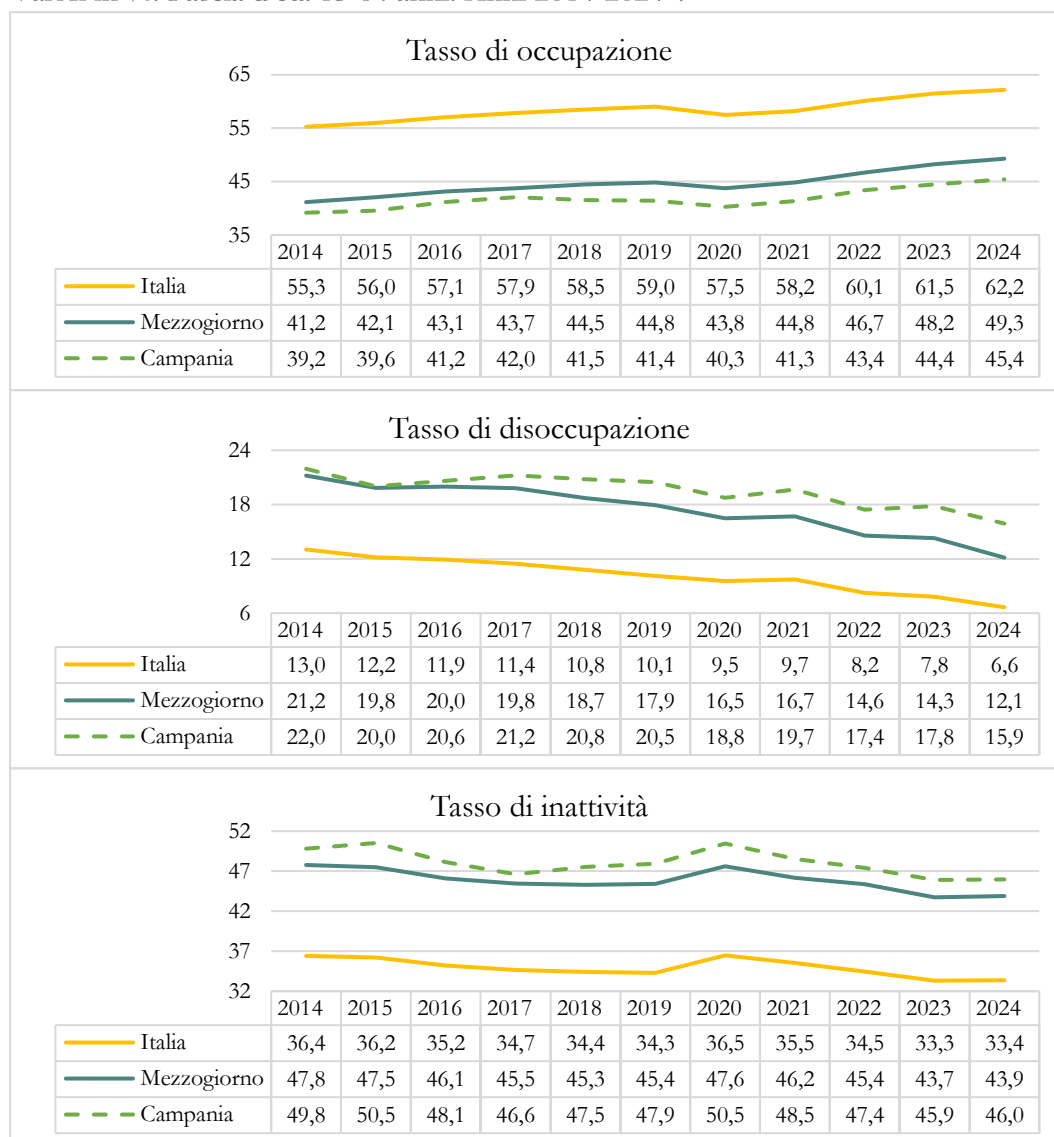 Tasso di occupazione
65
55
45
35
2014 2015 2016 2017 2018 2019 2020 2021 2022 2023 2024
Italia 55,3 56,0 57,1 57,9 58,5 59,0 57,5 58,2 60,1 61,5 62,2
Mezzogiorno 41,2 42,1 43,1 43,7 44,5 44,8 43,8 44,8 46,7 48,2 49,3
Campania 39,2 39,6 41,2 42,0 41,5 41,4 40,3 41,3 43,4 44,4 45,4
Tasso di disoccupazione
24
18
12
6
2014 2015 2016 2017 2018 2019 2020 2021 2022 2023 2024
Italia 13,0 12,2 11,9 11,4 10,8 10,1 9,5 9,7 8,2 7,8 6,6
Mezzogiorno 21,2 19,8 20,0 19,8 18,7 17,9 16,5 16,7 14,6 14,3 12,1
Campania 22,0 20,0 20,6 21,2 20,8 20,5 18,8 19,7 17,4 17,8 15,9
Tasso di inattività
52
47
42
37
32
2014 2015 2016 2017 2018 2019 2020 2021 2022 2023 2024
Italia 36,4 36,2 35,2 34,7 34,4 34,3 36,5 35,5 34,5 33,3 33,4
Mezzogiorno 47,8 47,5 46,1 45,5 45,3 45,4 47,6 46,2 45,4 43,7 43,9
Campania 49,8 50,5 48,1 46,6 47,5 47,9 50,5 48,5 47,4 45,9 46,0